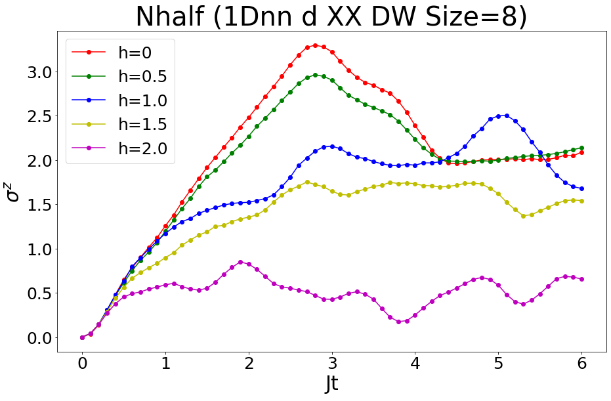 Nhalf (1Dnn d XX DW Size=8)
h=0
h=0.5
h=1.0
h=1.5
h=2.0
3.0
2.5
2.0
1.5
1.0
0.5
0.0
σᶻ
0 1 2 3 4 5 6
Jt